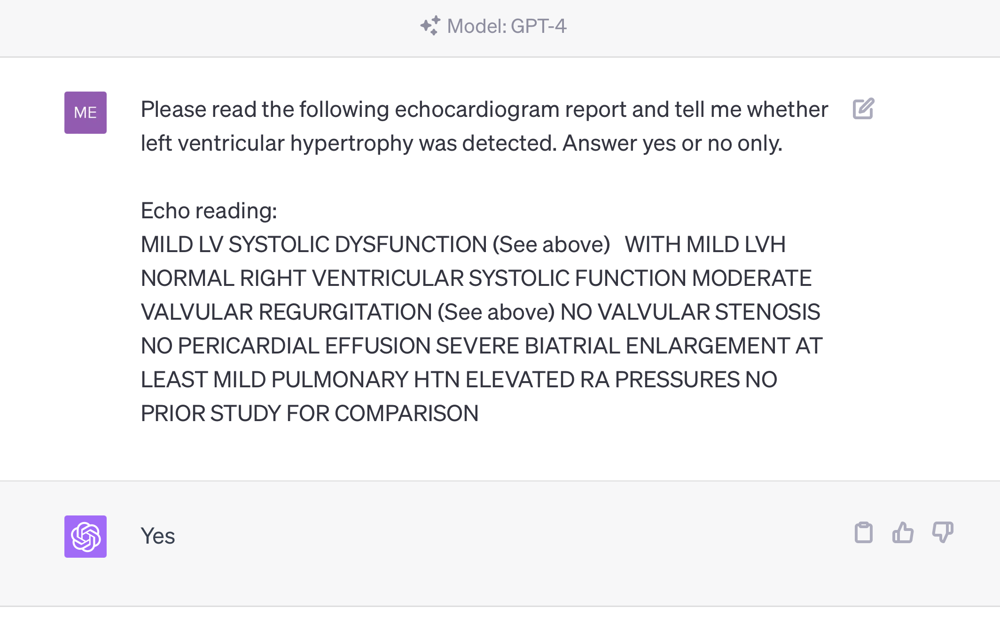 Model: GPT-4
ME
Please read the following echocardiogram report and tell me whether
left ventricular hypertrophy was detected. Answer yes or no only.
Echo reading:
MILD LV SYSTOLIC DYSFUNCTION (See above)   WITH MILD LVH
NORMAL RIGHT VENTRICULAR SYSTOLIC FUNCTION MODERATE
VALVULAR REGURGITATION (See above) NO VALVULAR STENOSIS
NO PERICARDIAL EFFUSION SEVERE BIATRIAL ENLARGEMENT AT
LEAST MILD PULMONARY HTN ELEVATED RA PRESSURES NO
PRIOR STUDY FOR COMPARISON
Yes